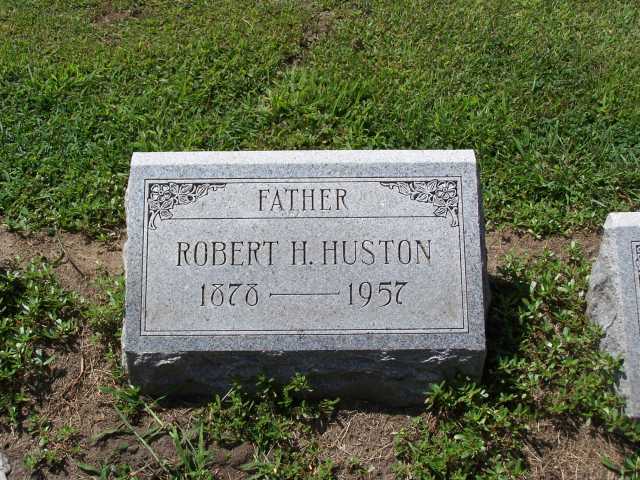 FATHER
ROBERT H. HUSTON
1878 — 1957